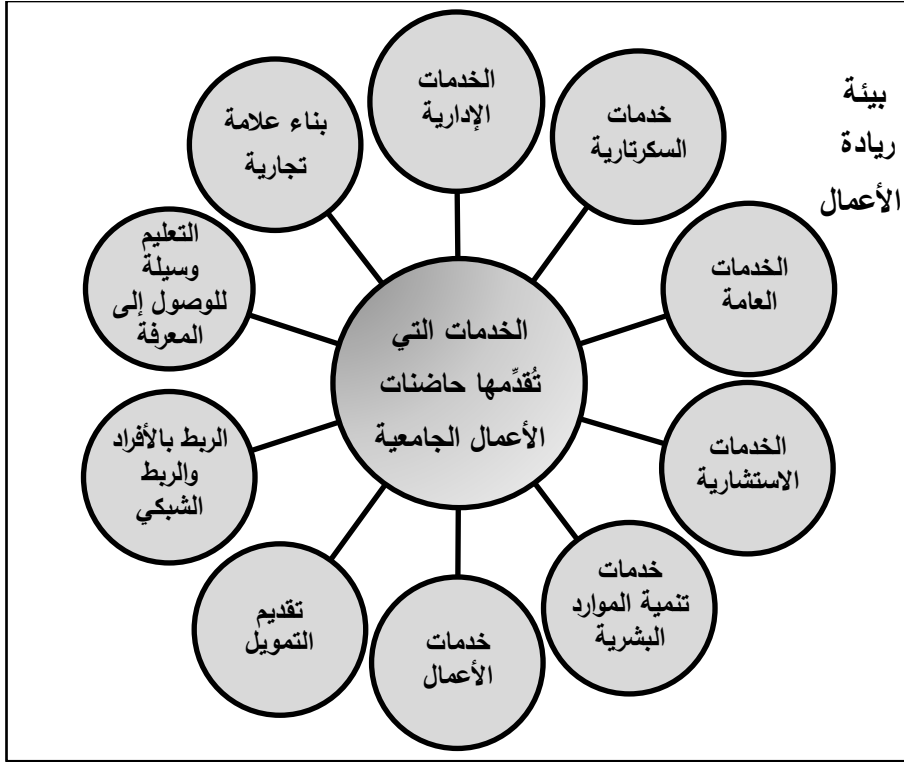 بيئة
ريادة
الأعمال
الخدمات التي
تُقدِّمها حاضنات
الأعمال الجامعية
الخدمات
الإدارية
خدمات
السكرتارية
الخدمات
العامة
الخدمات
الاستشارية
خدمات
تنمية الموارد
البشرية
خدمات
الأعمال
تقديم
التمويل
الربط بالأفراد
والربط
الشبكي
التعليم
وسيلة
للوصول إلى
المعرفة
بناء علامة
تجارية